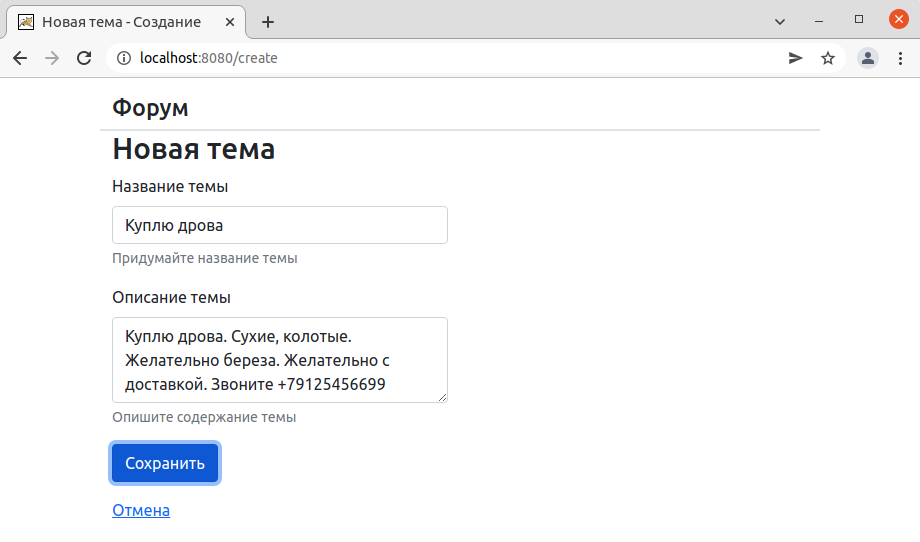 Новая тема - Создание
localhost:8080/create
Форум
Новая тема
Название темы
Куплю дрова
Придумайте название темы
Описание темы
Куплю дрова. Сухие, колотые.
Желательно береза. Желательно с
доставкой. Звоните +79125456699
Опишите содержание темы
Сохранить
Отмена